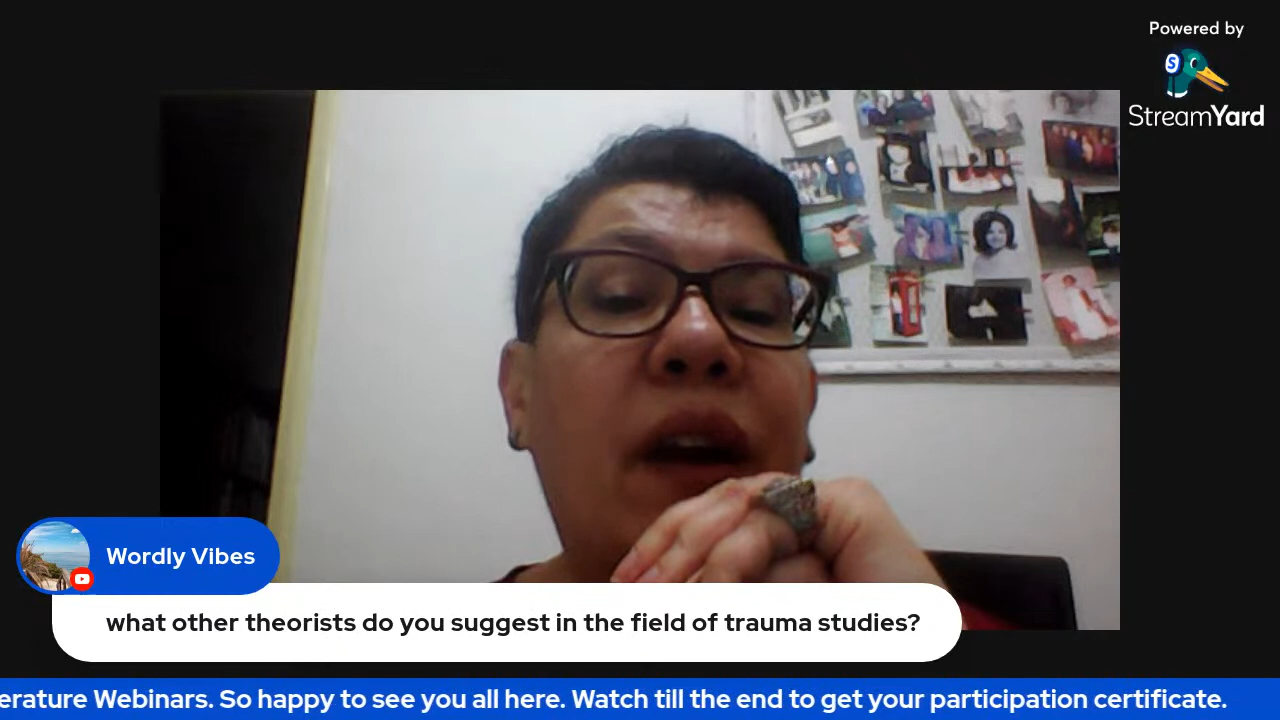 Powered by
S
StreamYard
Wordly Vibes
what other theorists do you suggest in the field of trauma studies?
erature Webinars. So happy to see you all here. Watch till the end to get your participation certificate.